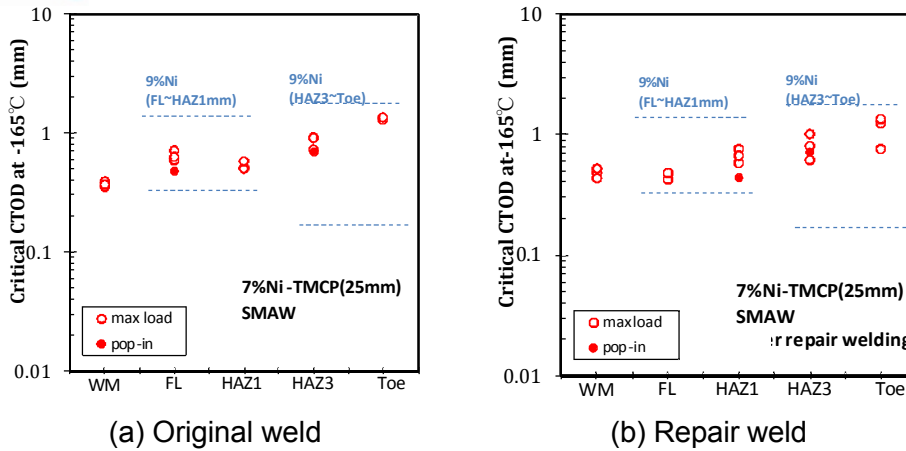 10
1
0.1
0.01
Critical CTOD at -165℃ (mm)
9%Ni
(FL~HAZ1mm)
9%Ni
(HAZ3~Toe)
7%Ni-TMCP(25mm)
SMAW
max load
pop-in
WM FL HAZ1 HAZ3 Toe
(a) Original weld
10
1
0.1
0.01
Critical CTOD at-165℃ (mm)
9%Ni
(FL~HAZ1mm)
9%Ni
(HAZ3~Toe)
7%Ni-TMCP(25mm)
SMAW
repair welding
maxload
pop-in
WM FL HAZ1 HAZ3 Toe
(b) Repair weld